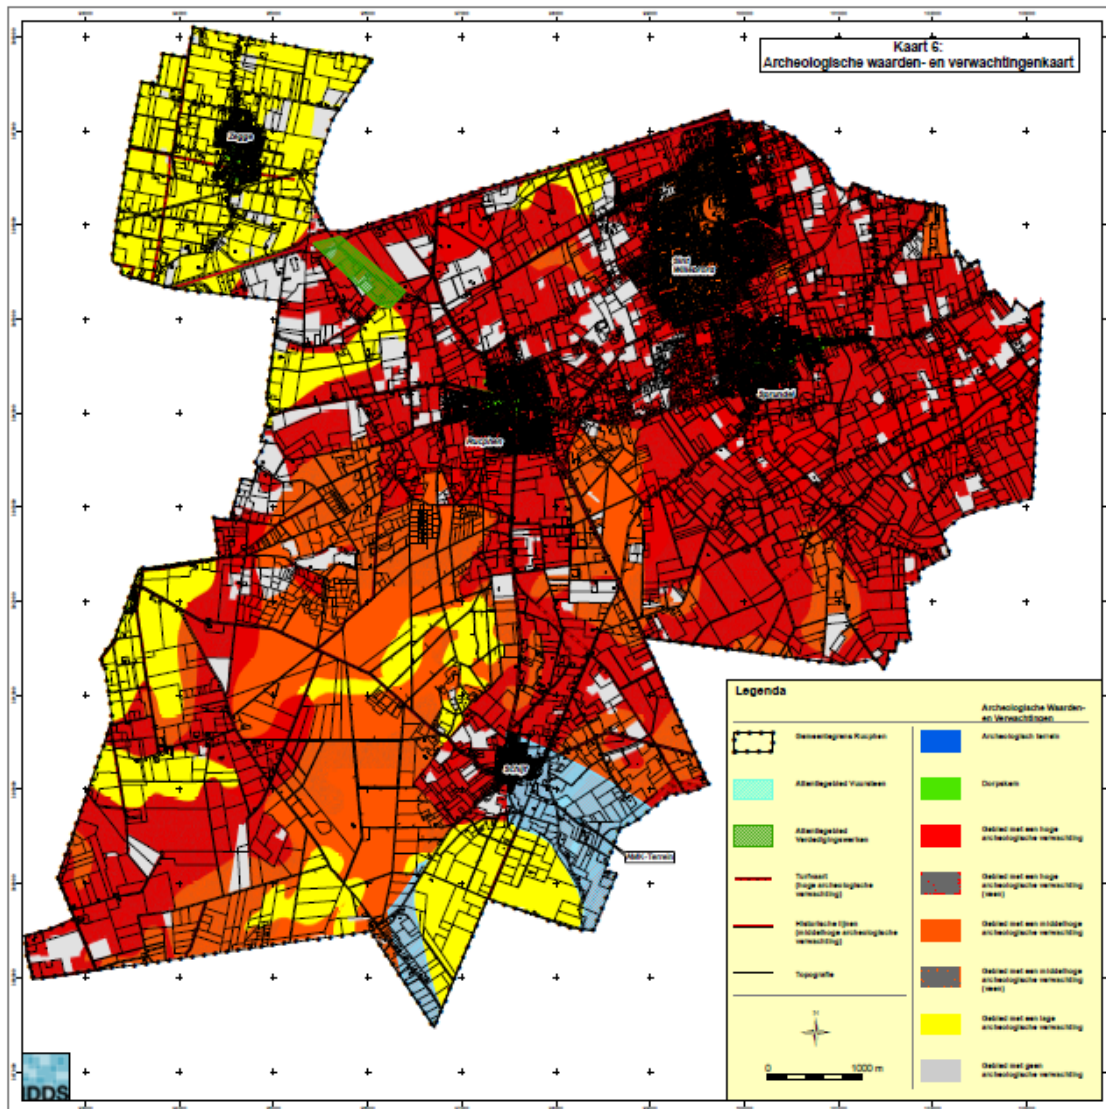 Kaart 6:
Archeologische waarden- en verwachtingenkaart
Zegge
Sint
Willebrord
Sprundel
Rucphen
Schijf
AMK-Terrein
Legenda
Archeologische Waarden-
en Verwachtingen
Gemeentegrens Rucphen
Archeologisch terrein
Attentiegebied Vuursteen
Dorpskern
Attentiegebied
Verdedigingswerken
Gebied met een hoge
archeologische verwachting
Turfvaart
(hoge archeologische
verwachting)
Gebied met een hoge
archeologische verwachting
(veen)
Historische lijnen
(middelhoge archeologische
verwachting)
Gebied met een middelhoge
archeologische verwachting
Topografie
Gebied met een middelhoge
archeologische verwachting
(veen)
N
Gebied met een lage
archeologische verwachting
0 1000 m
Gebied met geen
archeologische verwachting
IDDS